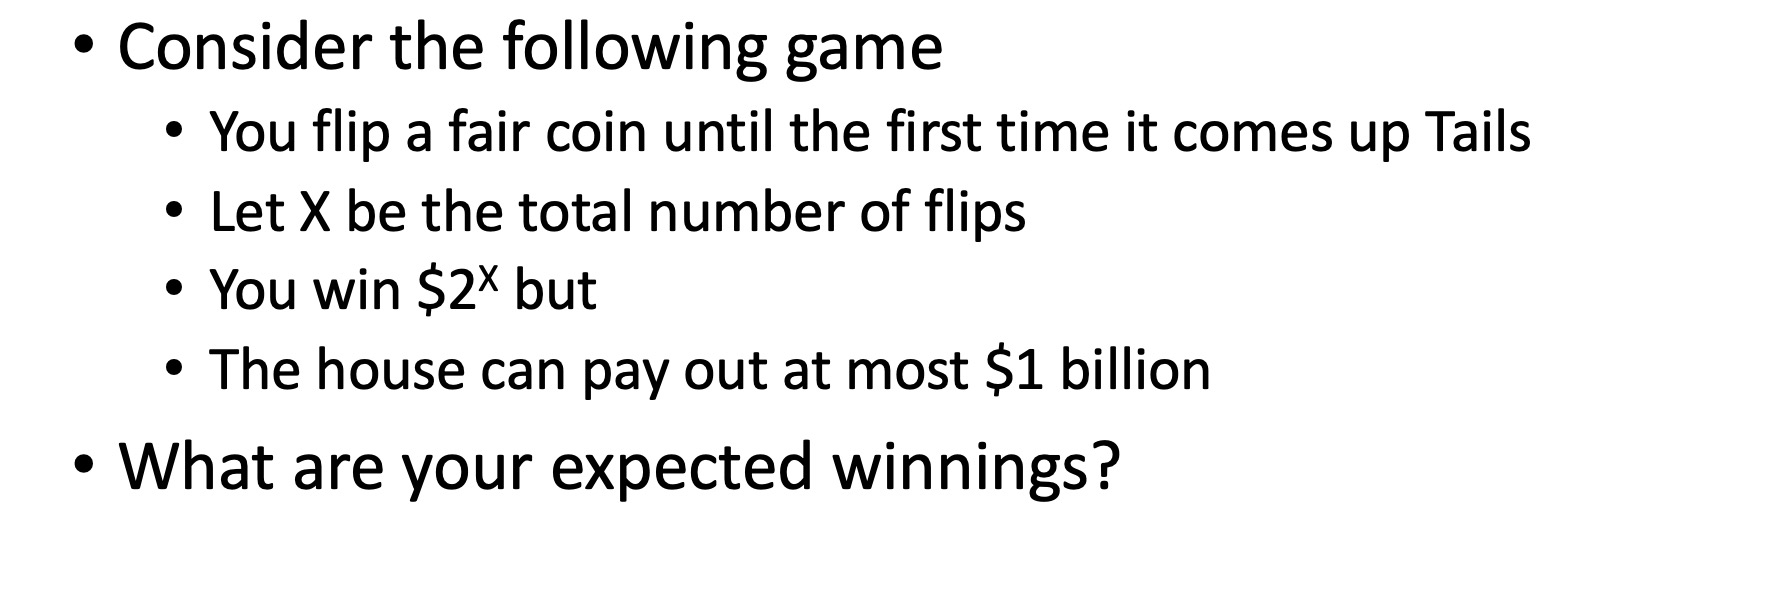 • Consider the following game
• You flip a fair coin until the first time it comes up Tails
• Let X be the total number of flips
• You win $2ˣ but
• The house can pay out at most $1 billion
• What are your expected winnings?